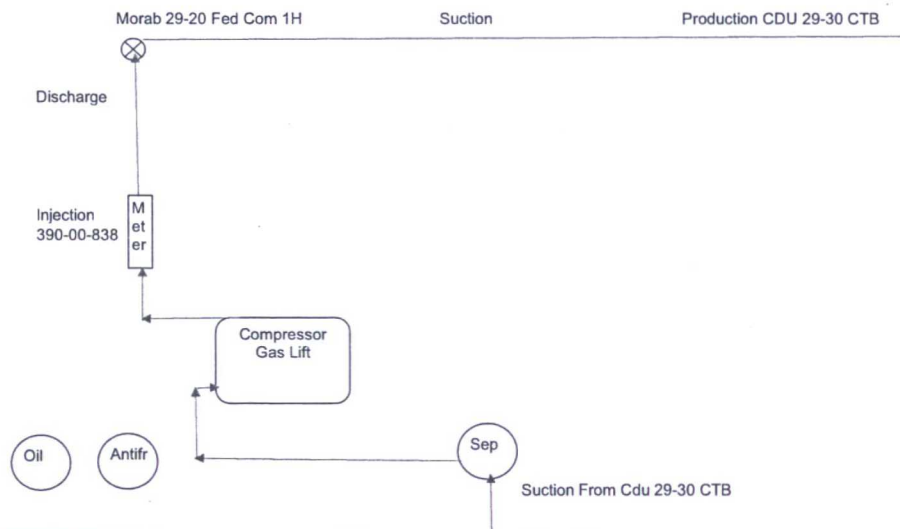 Morab 29-20 Fed Com 1H
Suction
Production CDU 29-30 CTB
Discharge
Injection
390-00-838
M
et
er
Compressor
Gas Lift
Oil
Antifr
Sep
Suction From Cdu 29-30 CTB